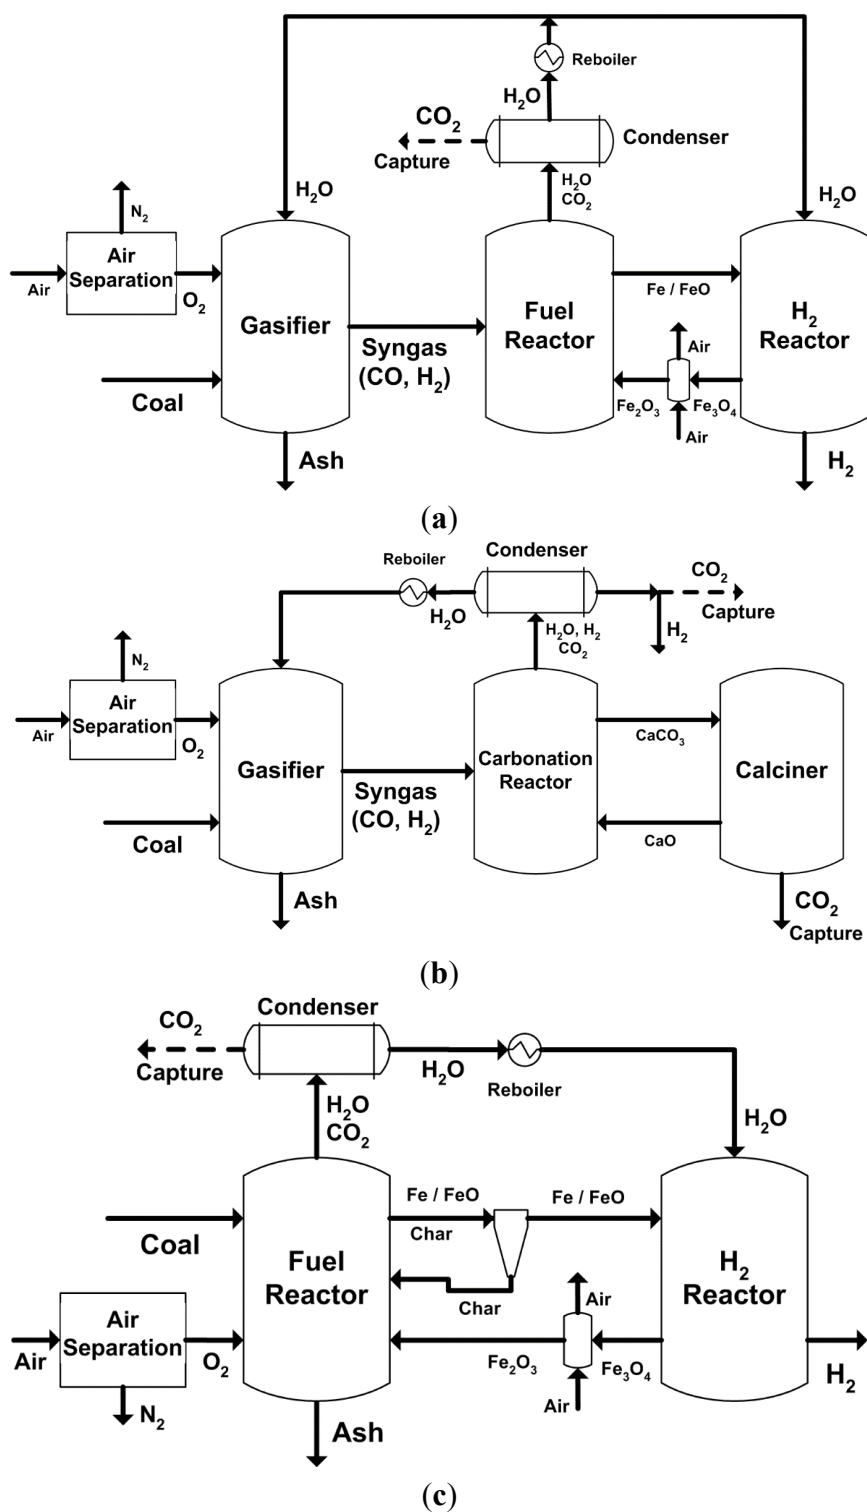 Reboiler
H₂O
CO₂
Capture
Condenser
H₂O
CO₂
H₂O
H₂O
N₂
Air
Separation
Air
O₂
Gasifier
Coal
Syngas
(CO, H₂)
Fuel
Reactor
Fe / FeO
H₂
Reactor
Air
Fe₂O₃
Fe₃O₄
Air
Ash
H₂
(a)
Condenser
Reboiler
H₂O
CO₂
Capture
H₂O, H₂
CO₂
H₂
N₂
Air
Separation
Air
O₂
Gasifier
Coal
Syngas
(CO, H₂)
Carbonation
Reactor
CaCO₃
Calciner
CaO
Ash
CO₂
Capture
(b)
Condenser
CO₂
Capture
H₂O
Reboiler
H₂O
CO₂
H₂O
Coal
Fuel
Reactor
Fe / FeO
Char
Fe / FeO
Char
H₂
Reactor
Air
Separation
Air
O₂
N₂
Air
Fe₂O₃
Fe₃O₄
Air
H₂
Ash
(c)